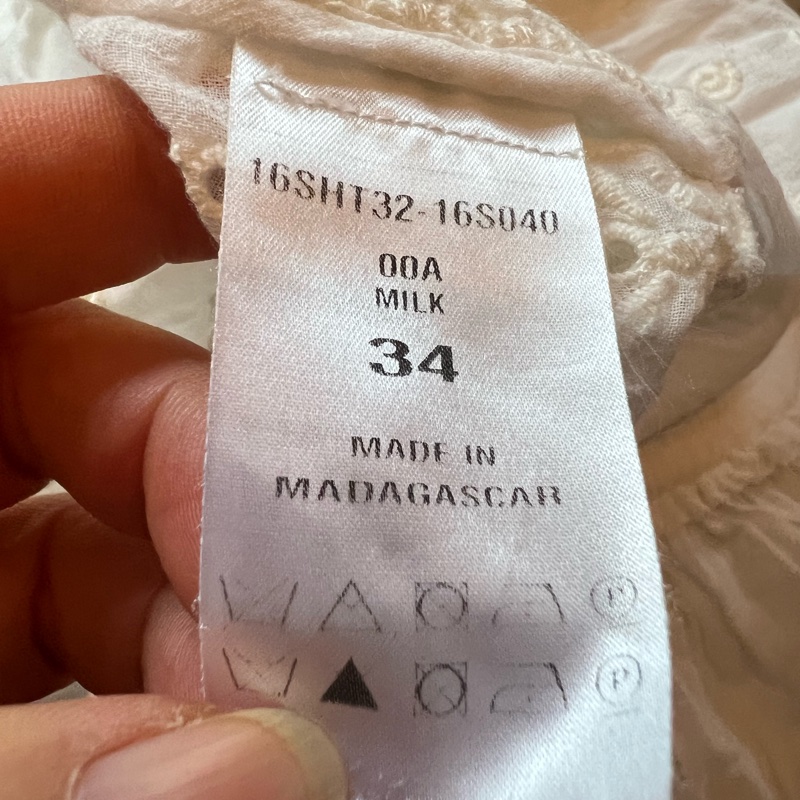 16SHT32-16S040
00A
MILK
34
MADE IN
MADAGASCAR
P
P